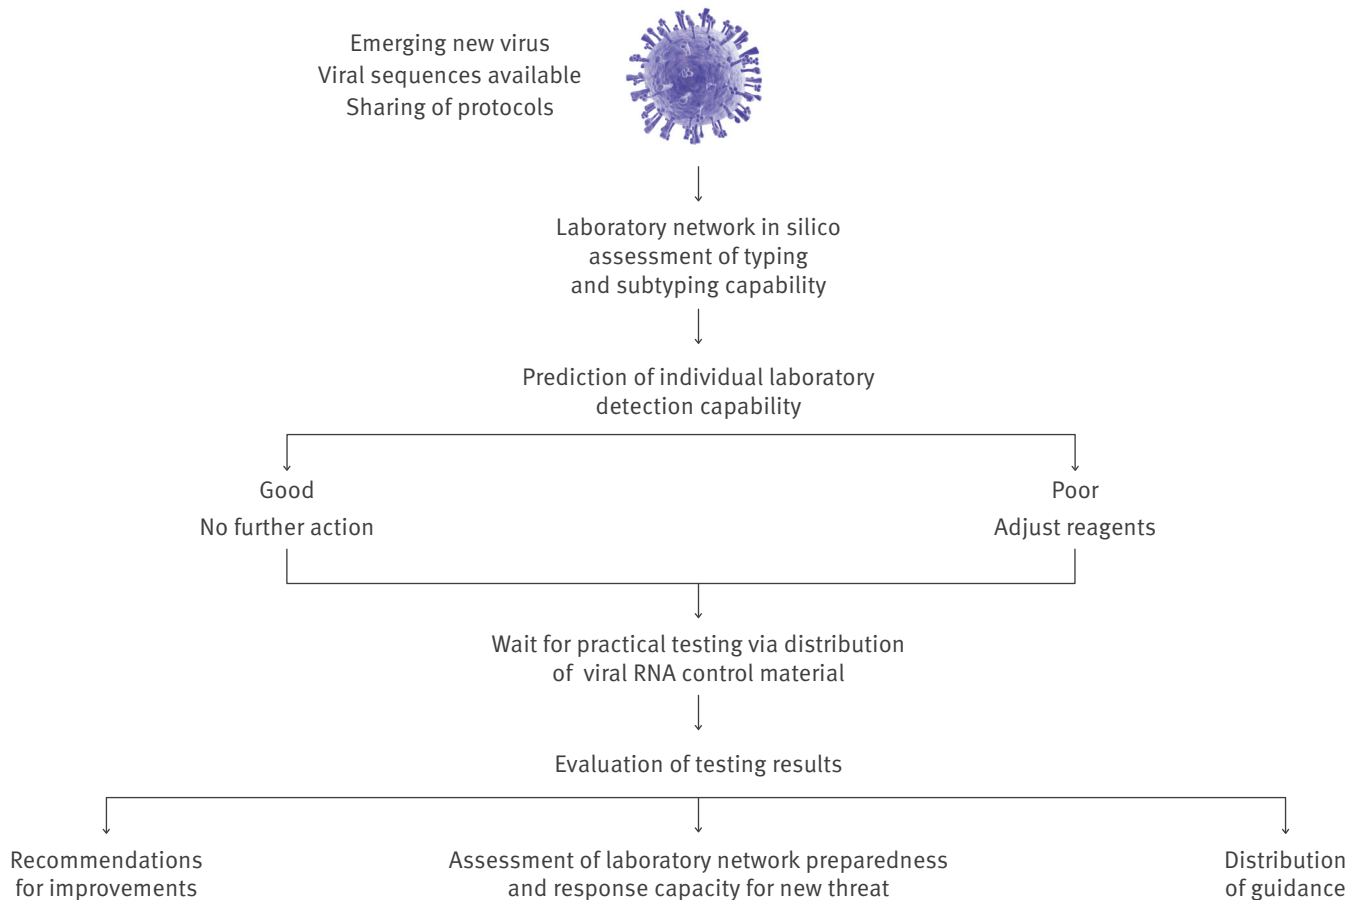 Emerging new virus
Viral sequences available
Sharing of protocols
Laboratory network in silico
assessment of typing
and subtyping capability
Prediction of individual laboratory
detection capability
Good
No further action
Poor
Adjust reagents
Wait for practical testing via distribution
of viral RNA control material
Evaluation of testing results
Recommendations
for improvements
Assessment of laboratory network preparedness
and response capacity for new threat
Distribution
of guidance